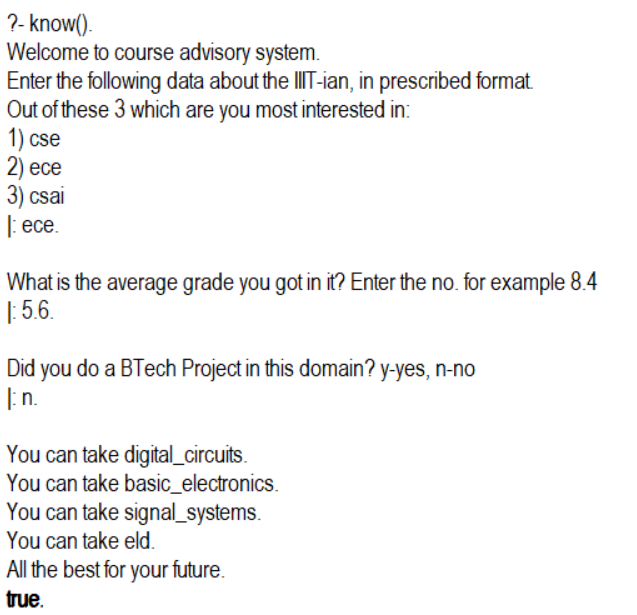 ?- know().
Welcome to course advisory system.
Enter the following data about the IIIT-ian, in prescribed format.
Out of these 3 which are you most interested in:
1) cse
2) ece
3) csai
|: ece.
What is the average grade you got in it? Enter the no. for example 8.4
|: 5.6.
Did you do a BTech Project in this domain? y-yes, n-no
|: n.
You can take digital_circuits.
You can take basic_electronics.
You can take signal_systems.
You can take eld.
All the best for your future.
true.